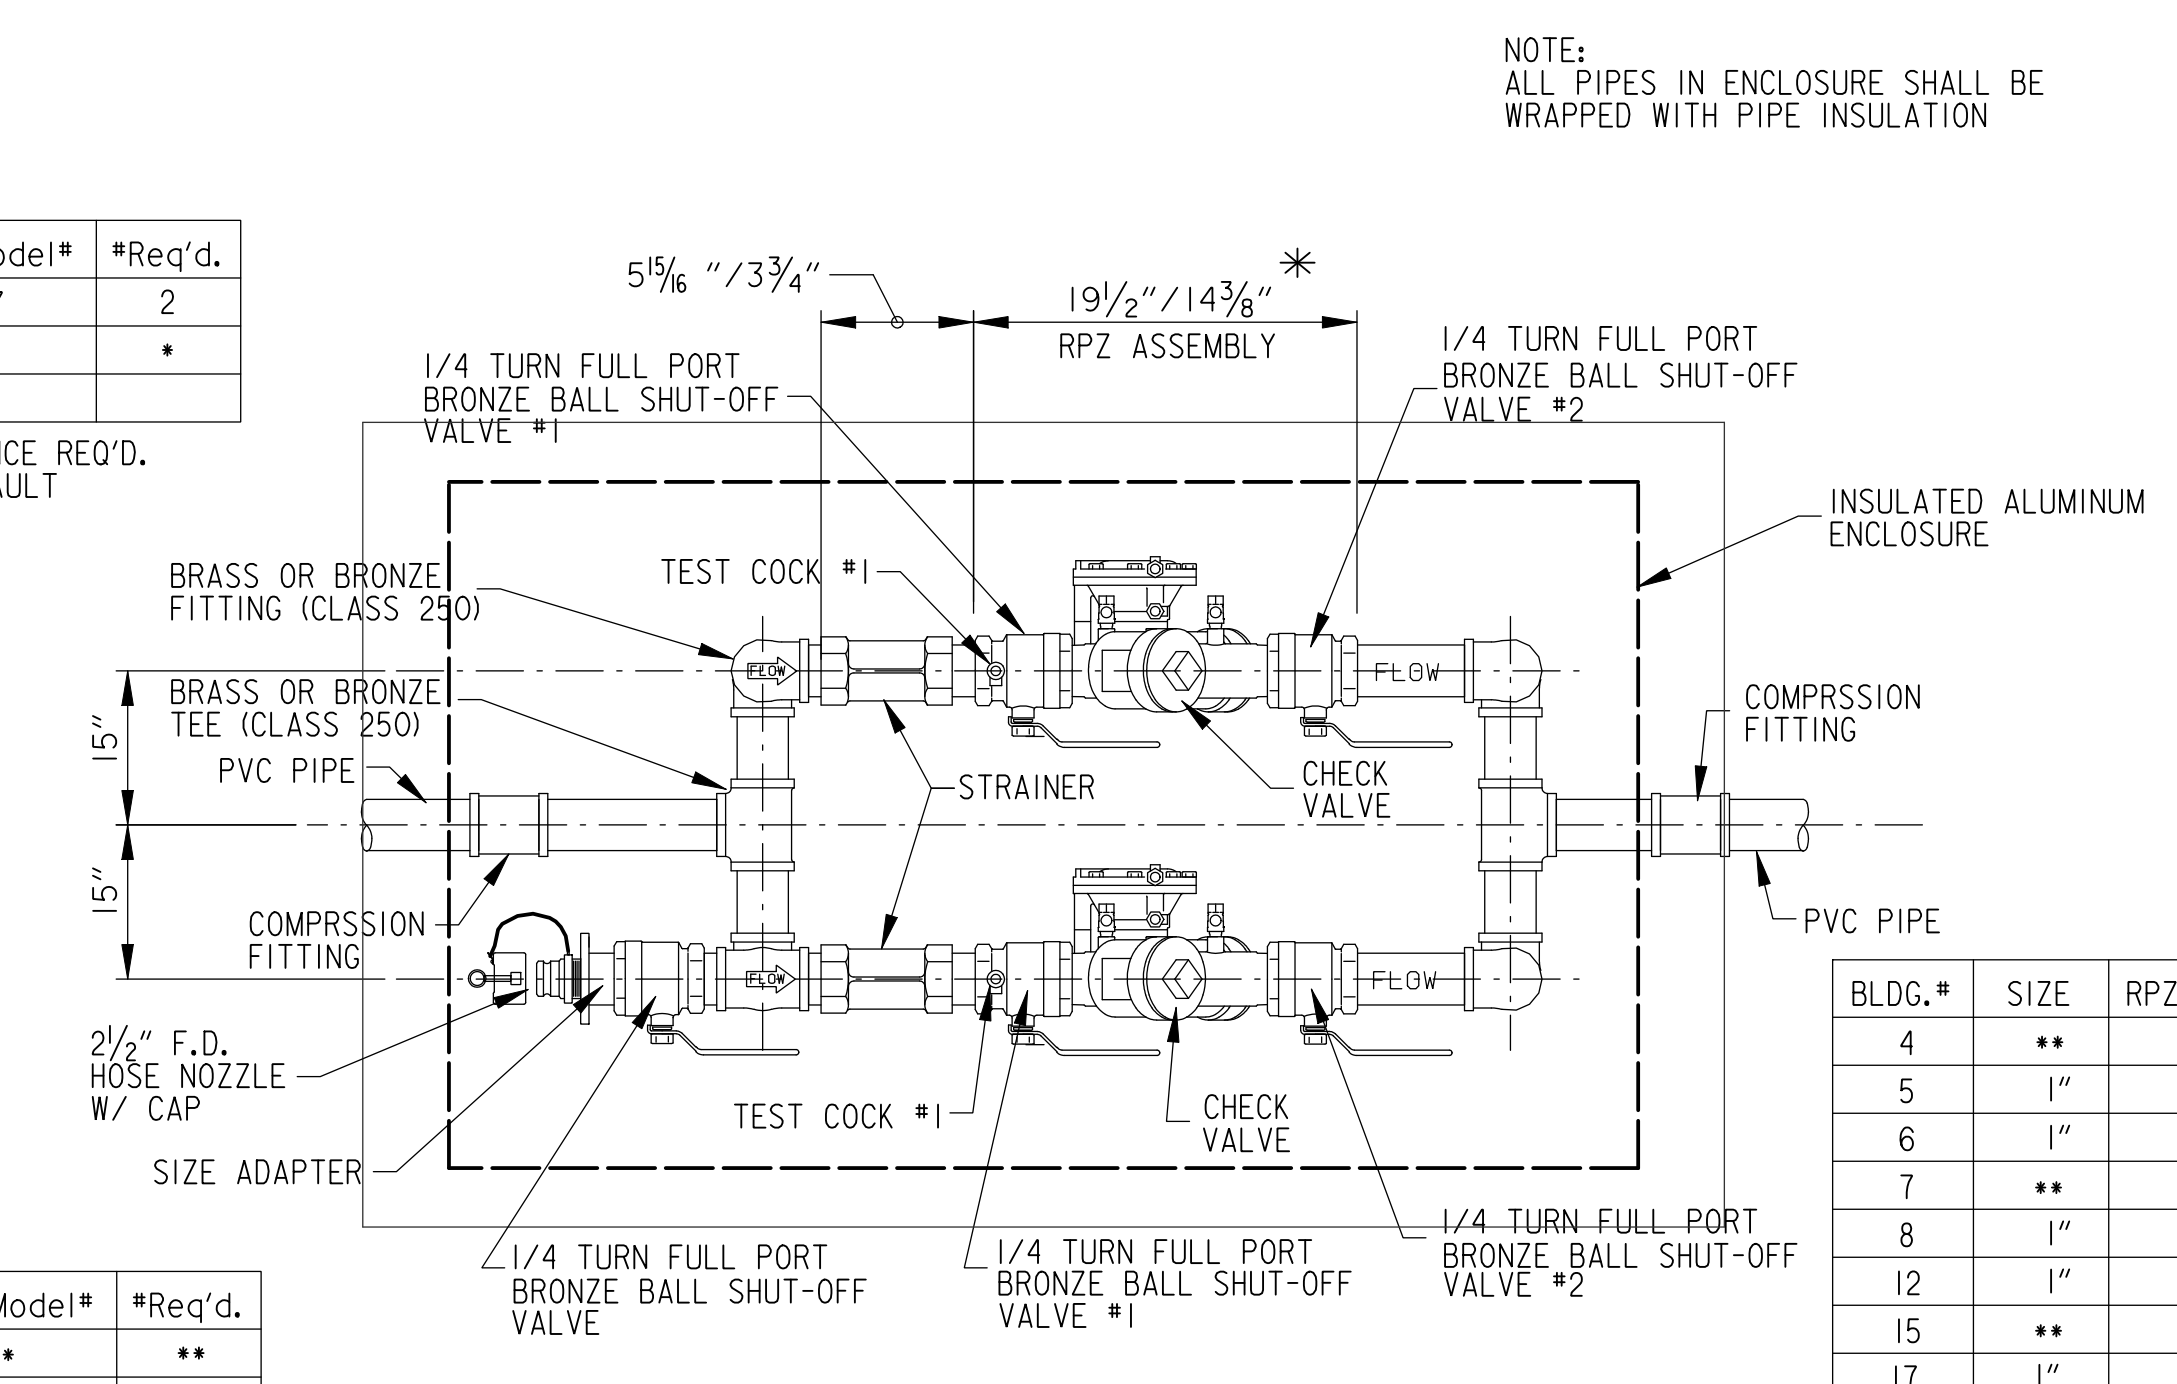 NOTE:
ALL PIPES IN ENCLOSURE SHALL BE
WRAPPED WITH PIPE INSULATION
#Req'd.
2
*
REQ'D.
5 15/16 "/3 3/4"
19 1/2"/14 3/8" *
RPZ ASSEMBLY
1/4 TURN FULL PORT
BRONZE BALL SHUT-OFF
VALVE #1
1/4 TURN FULL PORT
BRONZE BALL SHUT-OFF
VALVE #2
INSULATED ALUMINUM
ENCLOSURE
BRASS OR BRONZE
FITTING (CLASS 250)
TEST COCK #1
FLOW
FLOW
BRASS OR BRONZE
TEE (CLASS 250)
15"
PVC PIPE
STRAINER
CHECK
VALVE
COMPRSSION
FITTING
15"
COMPRSSION
FITTING
PVC PIPE
FLOW
FLOW
2 1/2" F.D.
HOSE NOZZLE
W/ CAP
TEST COCK #1
CHECK
VALVE
SIZE ADAPTER
1/4 TURN FULL PORT
BRONZE BALL SHUT-OFF
VALVE
1/4 TURN FULL PORT
BRONZE BALL SHUT-OFF
VALVE #1
1/4 TURN FULL PORT
BRONZE BALL SHUT-OFF
VALVE #2
BLDG.# SIZE RPZ
4 **
5 1"
6 1"
7 **
8 1"
12 1"
15 **
17 1"
Model# #Req'd.
* **